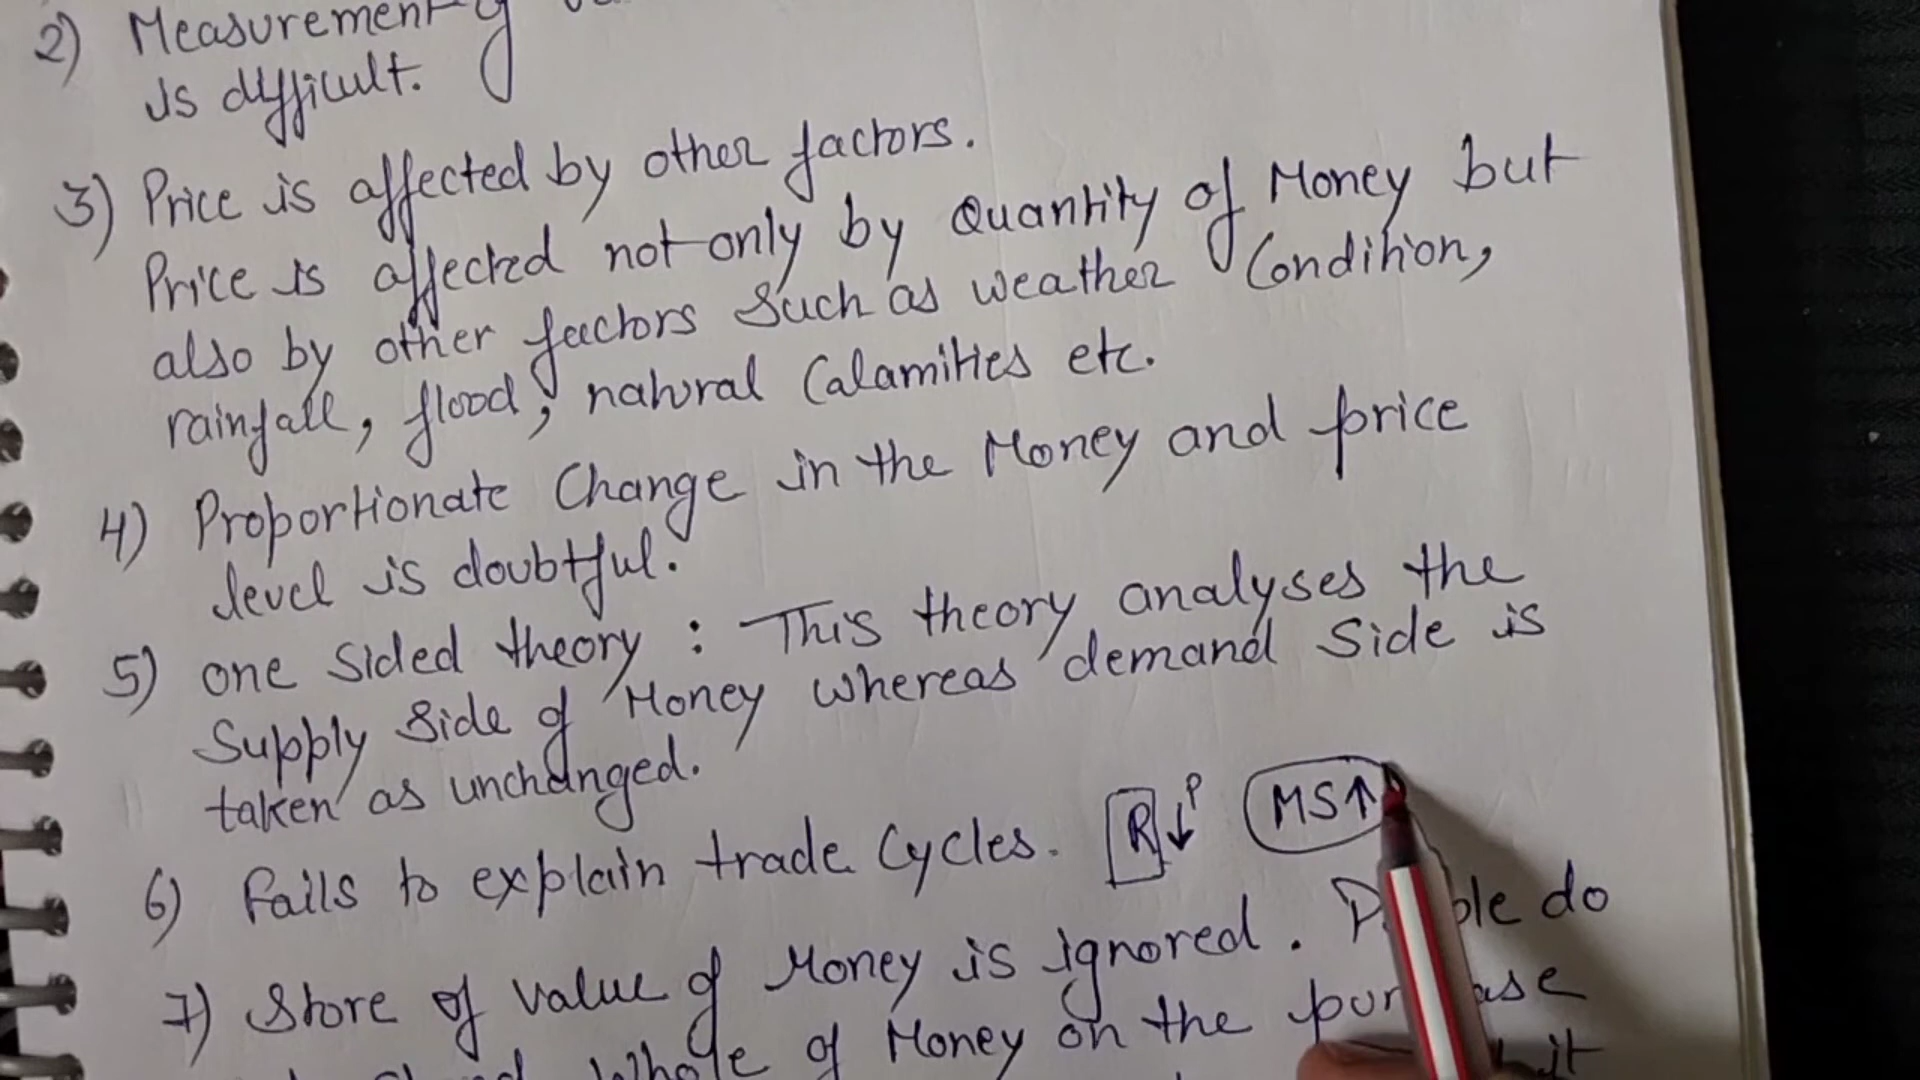 2) Measurement of
is difficult.
3) Price is affected by other factors.
Price is affected not only by Quantity of Money but
also by other factors such as weather Condition,
rainfall, flood, natural Calamities etc.
4) Proportionate Change in the Money and price
level is doubtful.
5) one sided theory : This theory analyses the
Supply Side of Money whereas demand Side is
taken as unchanged.
6) Fails to explain trade Cycles. R↓ P MS↑
7) Store of value of Money is ignored. do
Whole of Money on the
it